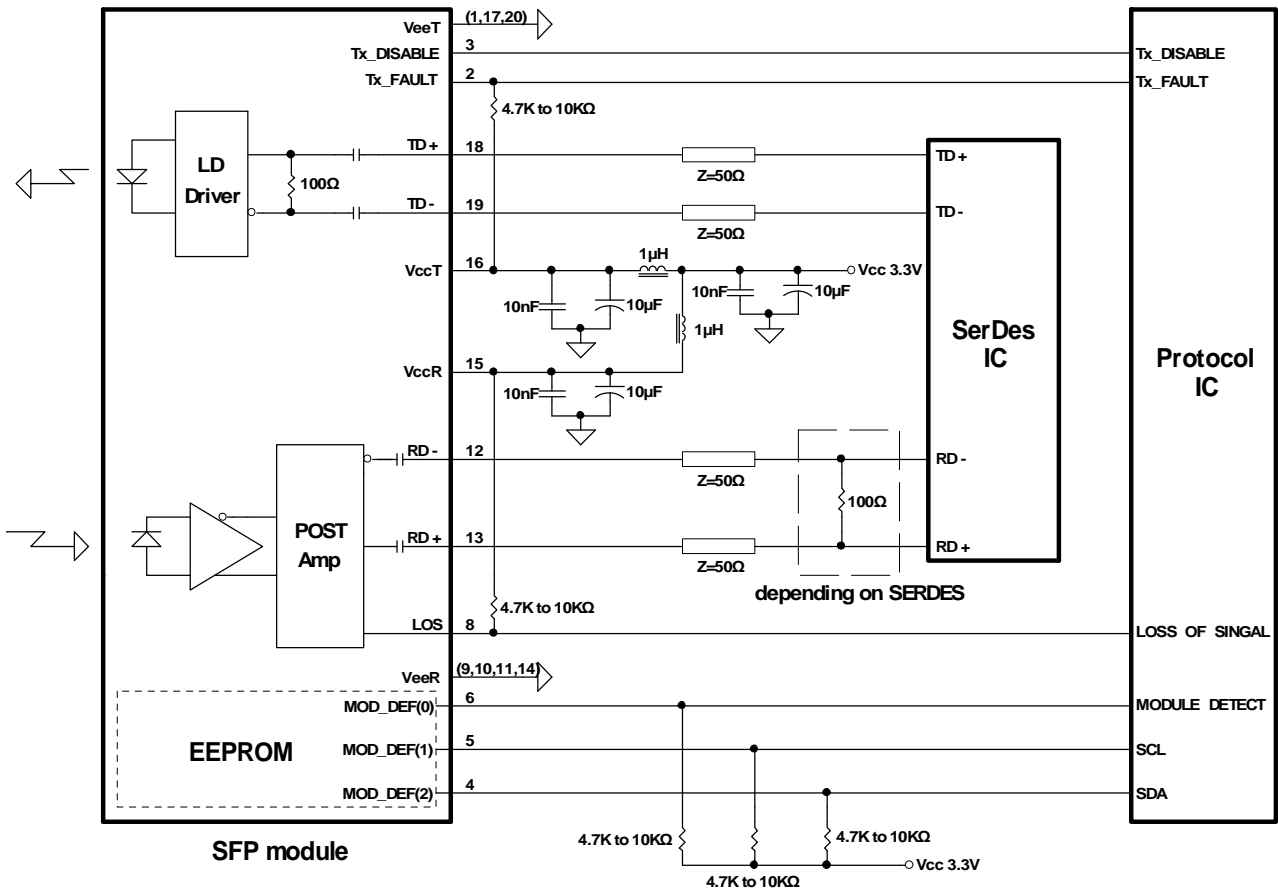 VeeT (1,17,20)
Tx_DISABLE 3 Tx_DISABLE
Tx_FAULT 2 Tx_FAULT
4.7K to 10KΩ
LD
Driver
100Ω
TD+ 18 TD+
Z=50Ω
TD- 19 TD-
Z=50Ω
1µH
VccT 16 Vcc 3.3V
10nF 10µF 10nF 10µF
1µH
SerDes
IC
Protocol
IC
VccR 15
10nF 10µF
RD- 12 RD-
Z=50Ω
100Ω
POST
Amp
RD+ 13 RD+
Z=50Ω
depending on SERDES
4.7K to 10KΩ
LOS 8 LOSS OF SINGAL
VeeR (9,10,11,14)
MOD_DEF(0) 6 MODULE DETECT
EEPROM
MOD_DEF(1) 5 SCL
MOD_DEF(2) 4 SDA
4.7K to 10KΩ 4.7K to 10KΩ
SFP module
Vcc 3.3V
4.7K to 10KΩ